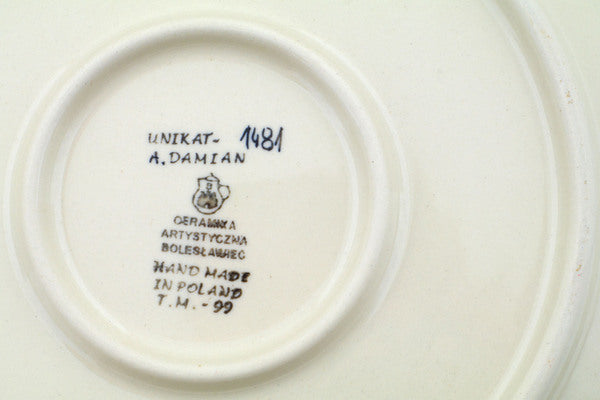 UNIKAT- 1481
A. DAMIAN
CERAMIKA
ARTYSTYCZNA
BOLESŁAWIEC
HAND MADE
IN POLAND
T.M.-99